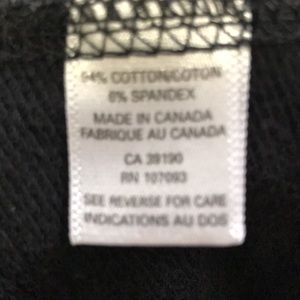 94% COTTON/COTON
6% SPANDEX
MADE IN CANADA
FABRIQUE AU CANADA
CA 39190
RN 107093
SEE REVERSE FOR CARE
INDICATIONS AU DOS